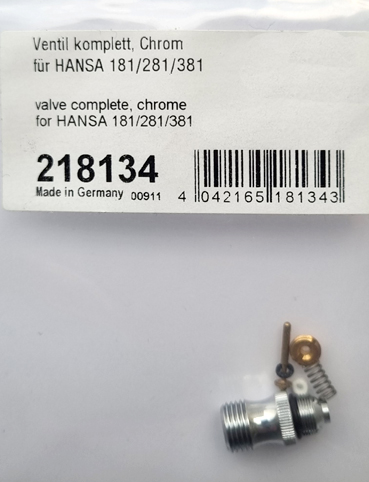 Ventil komplett, Chrom
für HANSA 181/281/381
valve complete, chrome
for HANSA 181/281/381
218134
Made in Germany 00911
4 042165 181343